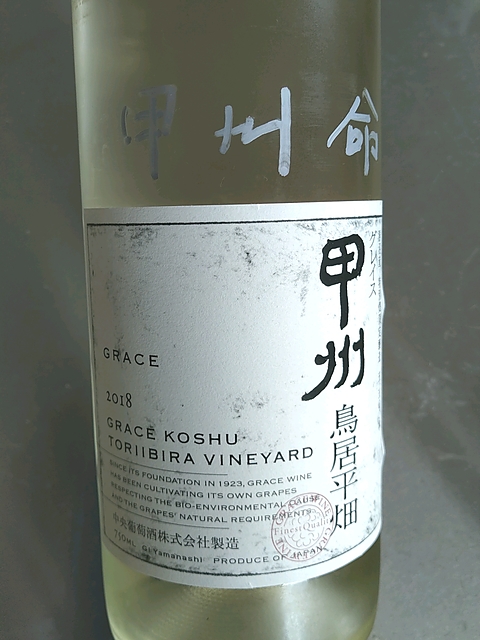 甲州命
グレイス
甲州
鳥居平畑
GRACE
2018
GRACE KOSHU
TORIIBIRA VINEYARD
SINCE ITS FOUNDATION IN 1923, GRACE WINE
HAS BEEN CULTIVATING ITS OWN GRAPES
RESPECTING THE BIO-ENVIRONMENTAL
AND THE GRAPES' NATURAL REQUIREMENTS
中央葡萄酒株式会社製造
750ML GI Yamanashi PRODUCE OF JAPAN
Finest Quality